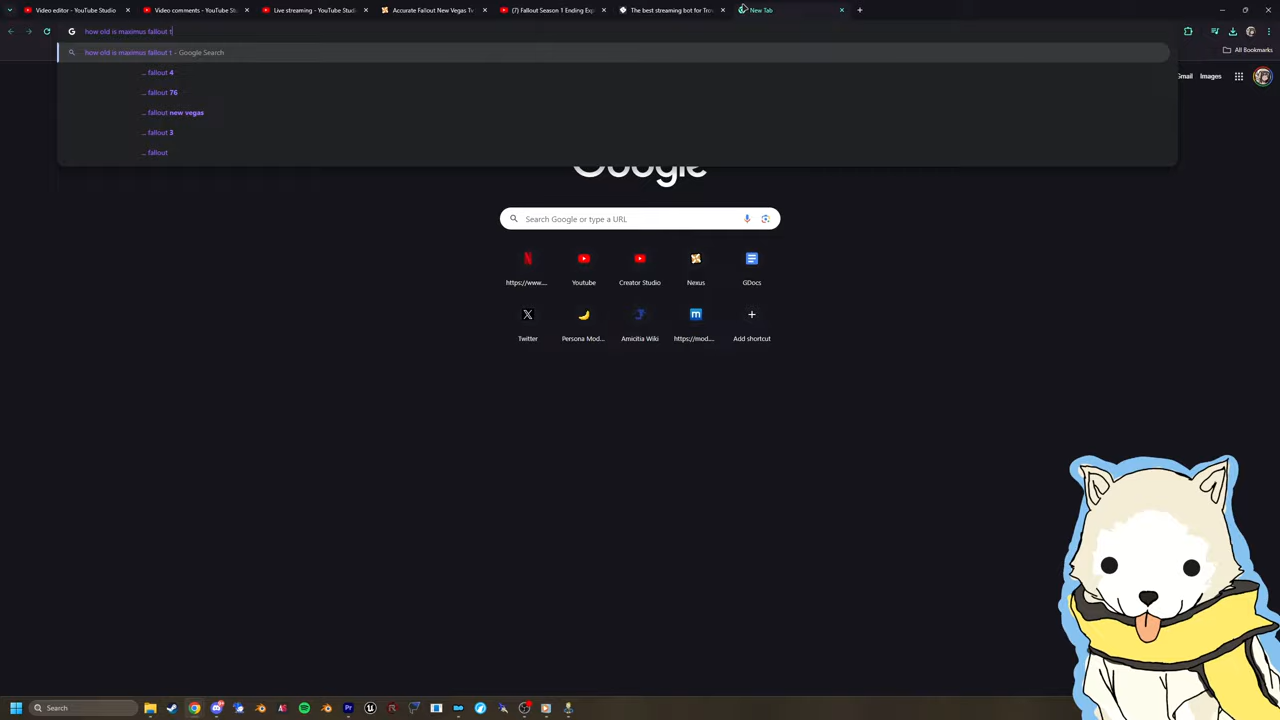 Video editor - YouTube Studio
Video comments - YouTube St
Live streaming - YouTube Stud
Accurate Fallout New Vegas Tw
(7) Fallout Season 1 Ending Exp
The best streaming bot for Trov
New Tab
how old is maximus fallout t
All Bookmarks
how old is maximus fallout t - Google Search
... fallout 4
... fallout 76
... fallout new vegas
... fallout 3
... fallout
Gmail
Images
Google
Search Google or type a URL
https://www....
Youtube
Creator Studio
Nexus
GDocs
Twitter
Persona Mod...
Amicitia Wiki
https://mod....
Add shortcut
Search